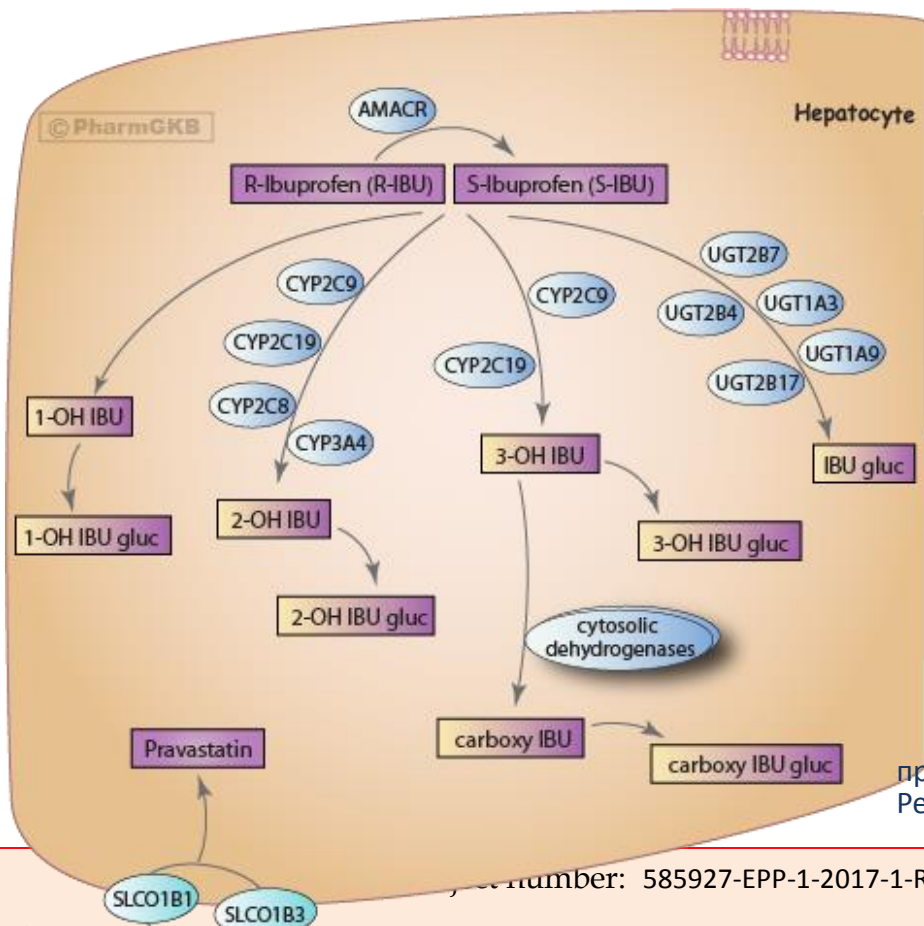 ©PharmGKB
Hepatocyte
AMACR
R-Ibuprofen (R-IBU)
S-Ibuprofen (S-IBU)
CYP2C9
CYP2C19
CYP2C8
CYP3A4
CYP2C9
CYP2C19
UGT2B7
UGT2B4
UGT1A3
UGT1A9
UGT2B17
1-OH IBU
1-OH IBU gluc
2-OH IBU
2-OH IBU gluc
3-OH IBU
3-OH IBU gluc
IBU gluc
cytosolic
dehydrogenases
carboxy IBU
carboxy IBU gluc
Pravastatin
SLCO1B1
SLCO1B3
number: 585927-EPP-1-2017-1-R